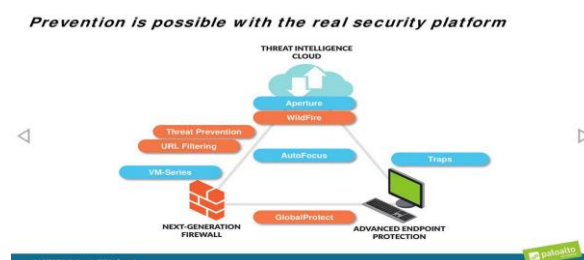 Prevention is possible with the real security platform
THREAT INTELLIGENCE
CLOUD
Aperture
WildFire
Threat Prevention
URL Filtering
AutoFocus
Traps
VM-Series
NEXT-GENERATION
FIREWALL
GlobalProtect
ADVANCED ENDPOINT
PROTECTION
paloalto